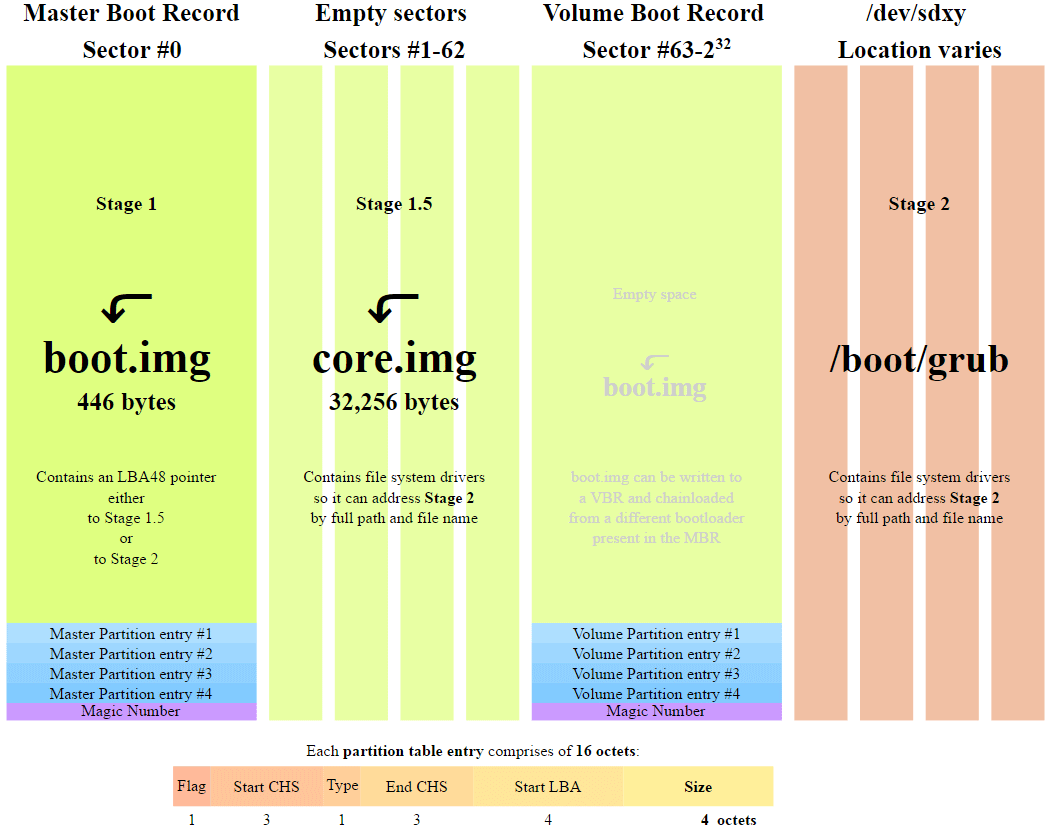 Master Boot Record
Sector #0
Stage 1
boot.img
446 bytes
Contains an LBA48 pointer
either
to Stage 1.5
or
to Stage 2
Master Partition entry #1
Master Partition entry #2
Master Partition entry #3
Master Partition entry #4
Magic Number
Empty sectors
Sectors #1-62
Stage 1.5
core.img
32,256 bytes
Contains file system drivers
so it can address Stage 2
by full path and file name
Volume Boot Record
Sector #63-2³²
Empty space
boot.img
boot.img can be written to
a VBR and chainloaded
from a different bootloader
present in the MBR
Volume Partition entry #1
Volume Partition entry #2
Volume Partition entry #3
Volume Partition entry #4
Magic Number
/dev/sdxy
Location varies
Stage 2
/boot/grub
Contains file system drivers
so it can address Stage 2
by full path and file name
Each partition table entry comprises of 16 octets:
Flag Start CHS Type End CHS Start LBA Size
1 3 1 3 4 4 octets